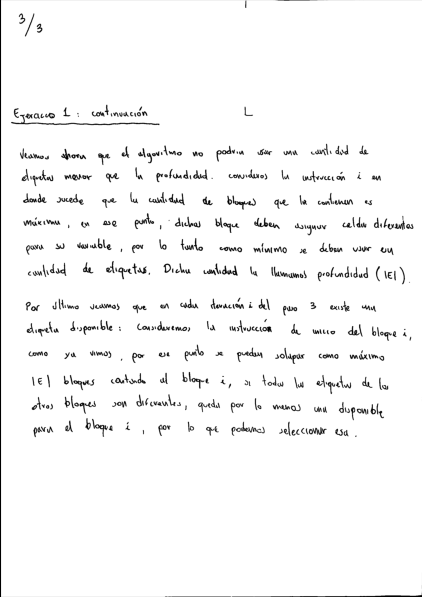 3/3
Ejercicio 1: continuación L
Veamos ahora que el algoritmo no podría usar una cantidad de
etiquetas menor que la profundidad. consideros la instrucción i en
donde sucede que la cantidad de bloques que la contienen es
máxima, en ese punto, dichos bloque deben asignar celdas diferentes
para su variable, por lo tanto como mínimo se deben usar esa
cantidad de etiquetas. Dicha cantidad la llamamos profundidad (|E|).
Por último veamos que en cada iteración i del paso 3 existe una
etiqueta disponible: Consideremos la instrucción de inicio del bloque i,
como ya vimos, por ese punto se pueden solapar como máximo
|E| bloques contando al bloque i, si todas las etiquetas de los
otros bloques son diferentes, queda por lo menos una disponible
para el bloque i, por lo que podemos seleccionar esa.